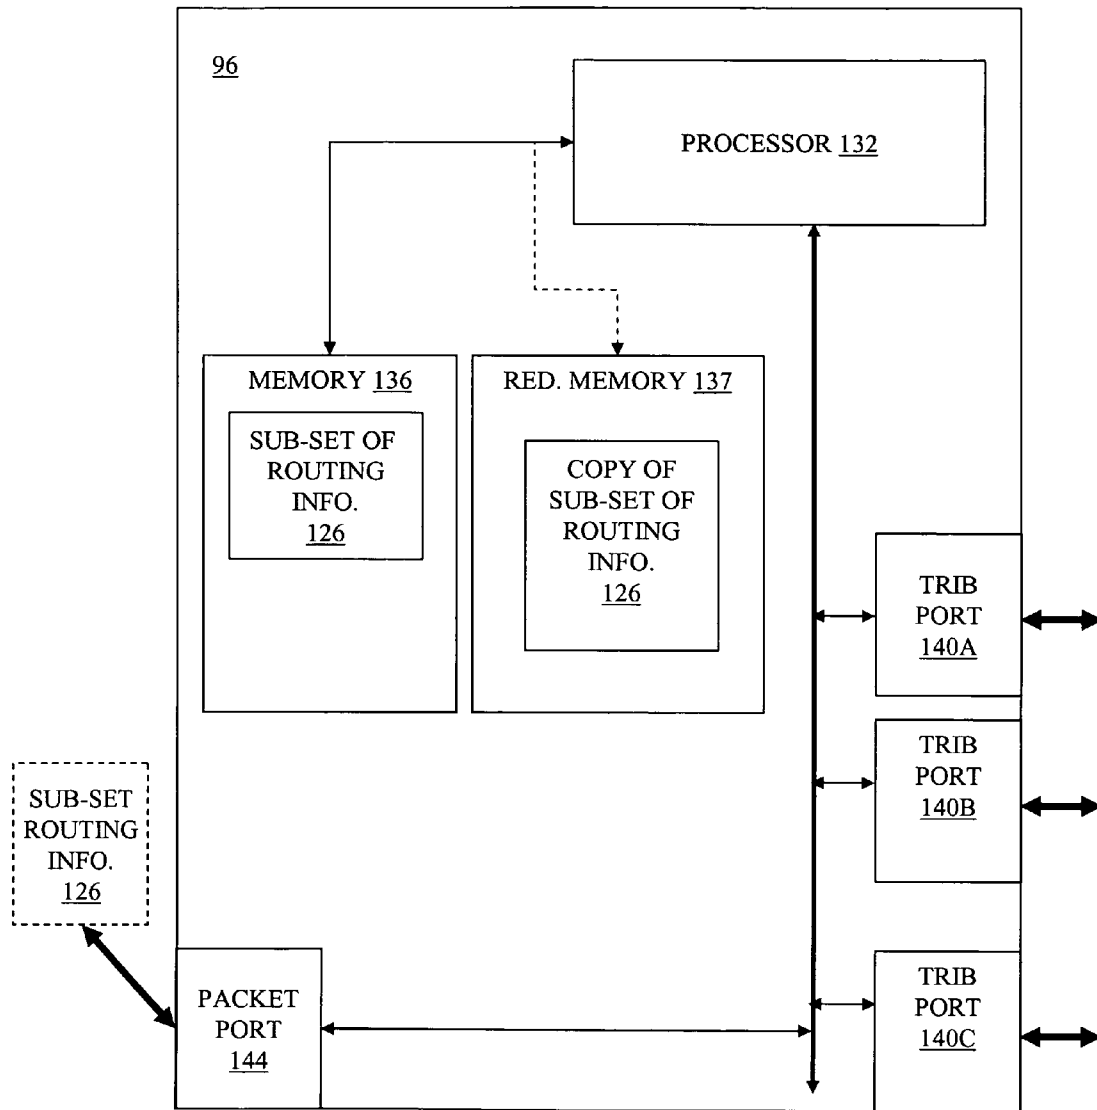 96
PROCESSOR 132
MEMORY 136
SUB-SET OF
ROUTING
INFO.
126
RED. MEMORY 137
COPY OF
SUB-SET OF
ROUTING
INFO.
126
TRIB
PORT
140A
TRIB
PORT
140B
SUB-SET
ROUTING
INFO.
126
PACKET
PORT
144
TRIB
PORT
140C